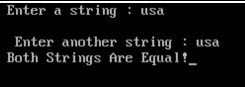 Enter a string : usa
Enter another string : usa
Both Strings Are Equal!_